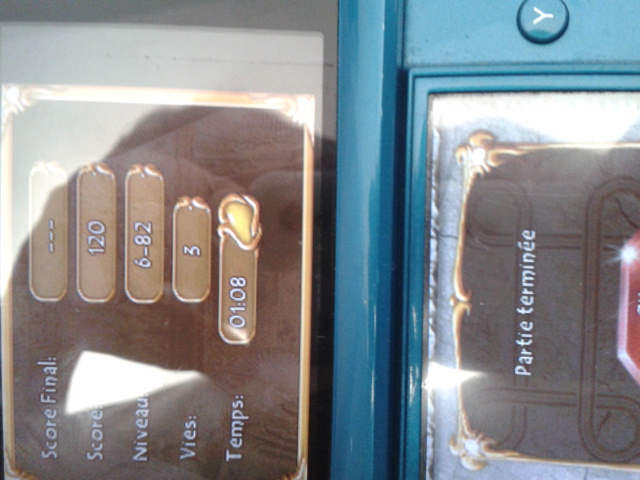 Score Final: ---
Score 120
Niveau 6-82
Vies: 3
Temps: 01:08
Partie terminée
Y